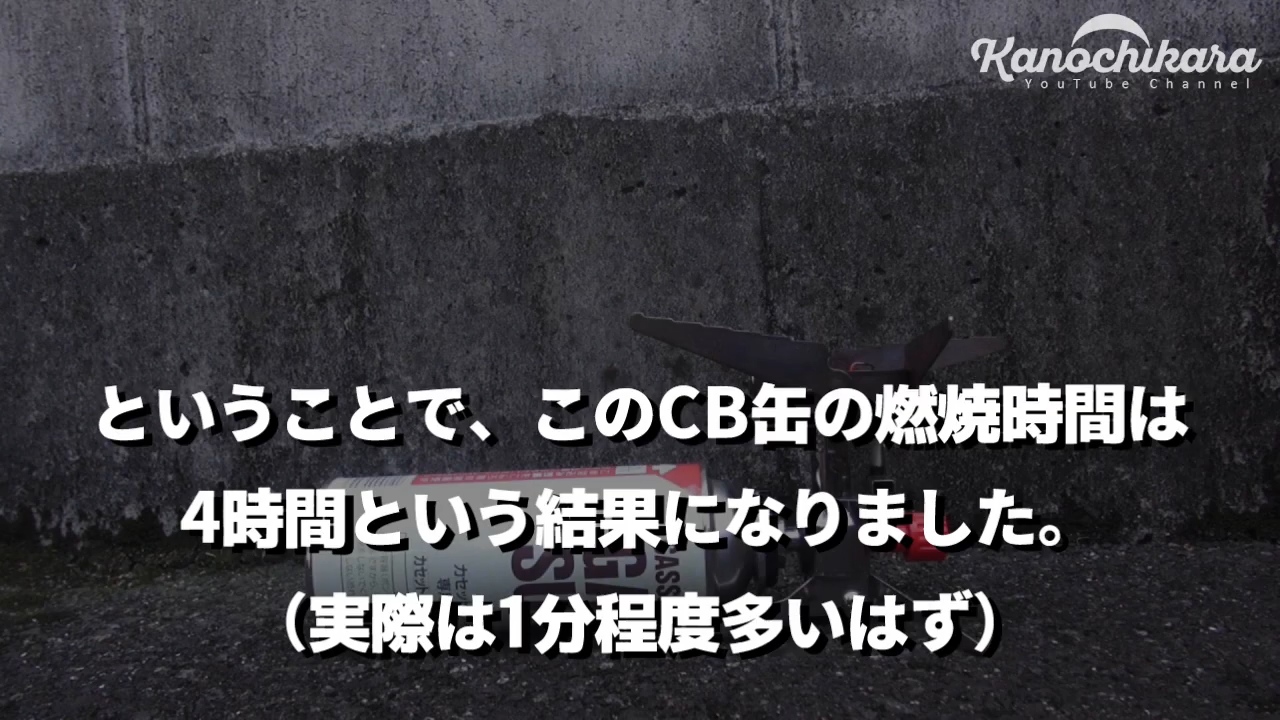 Kanochikara
YouTube Channel
ということで、このCB缶の燃焼時間は
4時間という結果になりました。
（実際は1分程度多いはず）